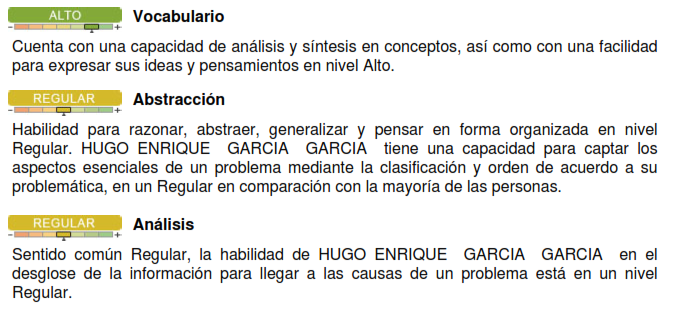 ALTO Vocabulario
- +
Cuenta con una capacidad de análisis y síntesis en conceptos, así como con una facilidad
para expresar sus ideas y pensamientos en nivel Alto.
REGULAR Abstracción
- +
Habilidad para razonar, abstraer, generalizar y pensar en forma organizada en nivel
Regular. HUGO ENRIQUE GARCIA GARCIA tiene una capacidad para captar los
aspectos esenciales de un problema mediante la clasificación y orden de acuerdo a su
problemática, en un Regular en comparación con la mayoría de las personas.
REGULAR Análisis
- +
Sentido común Regular, la habilidad de HUGO ENRIQUE GARCIA GARCIA en el
desglose de la información para llegar a las causas de un problema está en un nivel
Regular.